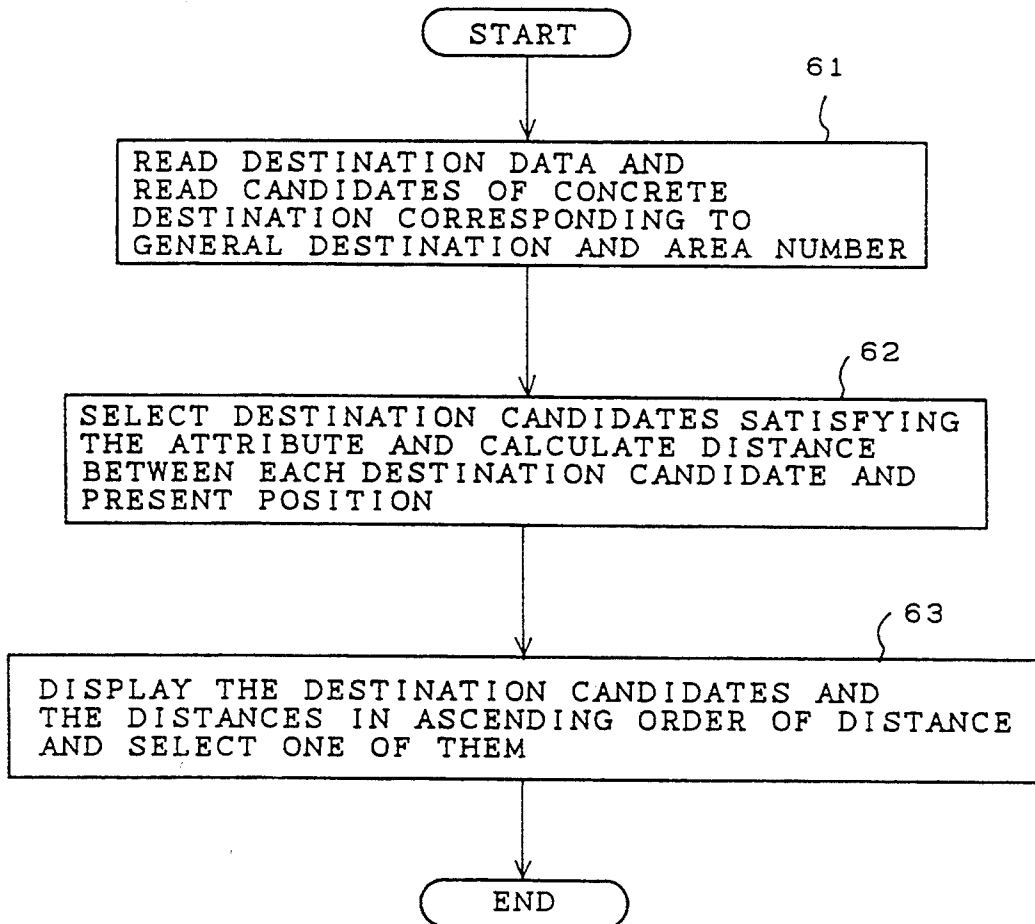 START
61
READ DESTINATION DATA AND
READ CANDIDATES OF CONCRETE
DESTINATION CORRESPONDING TO
GENERAL DESTINATION AND AREA NUMBER
62
SELECT DESTINATION CANDIDATES SATISFYING
THE ATTRIBUTE AND CALCULATE DISTANCE
BETWEEN EACH DESTINATION CANDIDATE AND
PRESENT POSITION
63
DISPLAY THE DESTINATION CANDIDATES AND
THE DISTANCES IN ASCENDING ORDER OF DISTANCE
AND SELECT ONE OF THEM
END